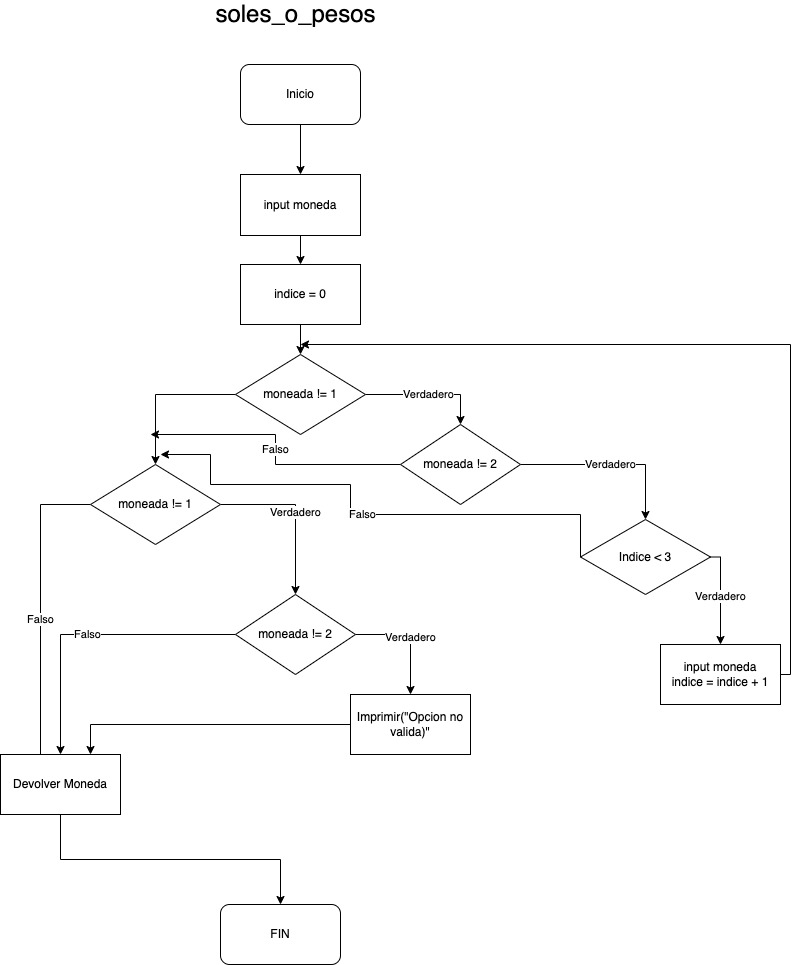 soles_o_pesos
Inicio
input moneda
indice = 0
moneada != 1
Verdadero
Falso
moneada != 2
Verdadero
moneada != 1
Verdadero
Falso
Indice < 3
Verdadero
Falso
moneada != 2
Falso
Verdadero
input moneda
indice = indice + 1
Imprimir("Opcion no
valida)"
Devolver Moneda
FIN